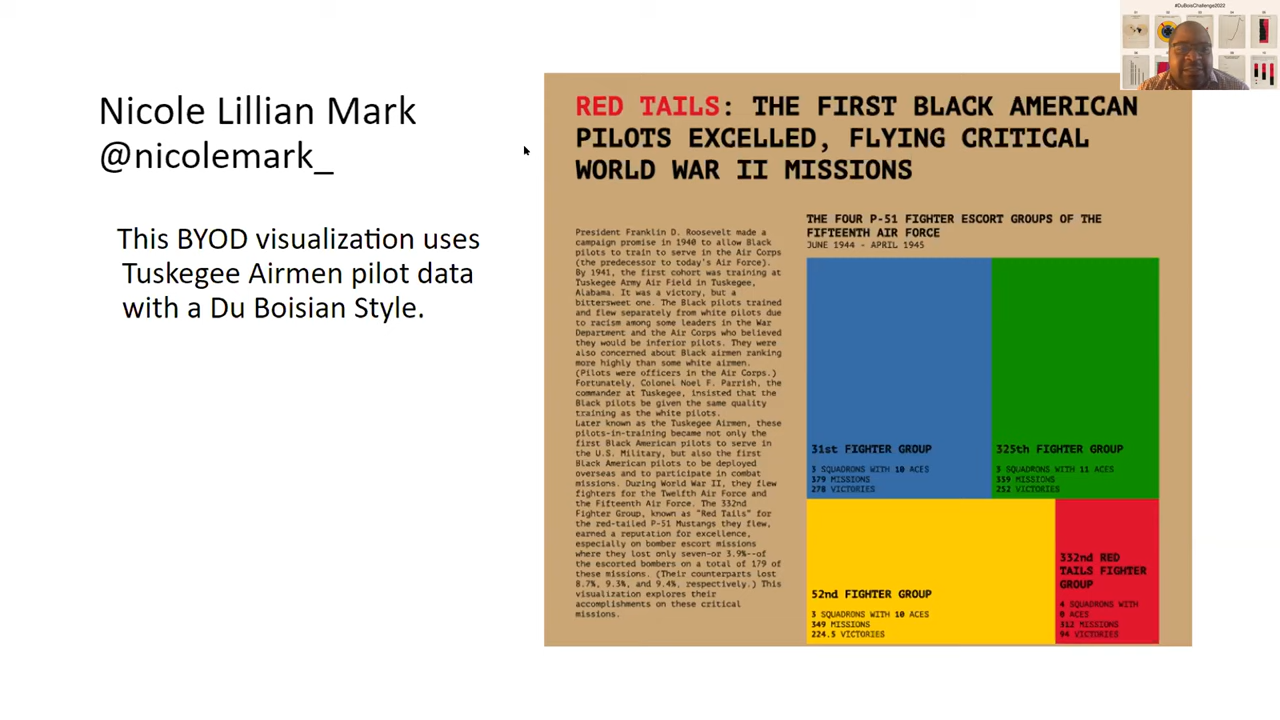 #DuBoisChallenge2022
Nicole Lillian Mark
@nicolemark_
This BYOD visualization uses
Tuskegee Airmen pilot data
with a Du Boisian Style.
RED TAILS: THE FIRST BLACK AMERICAN
PILOTS EXCELLED, FLYING CRITICAL
WORLD WAR II MISSIONS
President Franklin D. Roosevelt made a
campaign promise in 1940 to allow Black
pilots to train to serve in the Air Corps
(the predecessor to today's Air Force).
By 1941, the first cohort was training at
Tuskegee Army Air Field in Tuskegee,
Alabama. It was a victory, but a
bittersweet one. The Black pilots trained
and flew separately from white pilots due
to racism among some leaders in the War
Department and the Air Corps who believed
they would be inferior pilots. They were
also concerned about Black airmen ranking
more highly than some white airmen.
(Pilots were officers in the Air Corps.)
Fortunately, Colonel Noel F. Parrish, the
commander at Tuskegee, insisted that the
Black pilots be given the same quality
training as the white pilots.
Later known as the Tuskegee Airmen, these
pilots-in-training became not only the
first Black American pilots to serve in
the U.S. Military, but also the first
Black American pilots to be deployed
overseas and to participate in combat
missions. During World War II, they flew
fighters for the Twelfth Air Force and
the Fifteenth Air Force. The 332nd
Fighter Group, known as "Red Tails" for
the red-tailed P-51 Mustangs they flew,
earned a reputation for excellence,
especially on bomber escort missions
where they lost only seven-or 3.9%--of
the escorted bombers on a total of 179 of
these missions. (Their counterparts lost
8.7%, 9.3%, and 9.4%, respectively.) This
visualization explores their
accomplishments on these critical
missions.
THE FOUR P-51 FIGHTER ESCORT GROUPS OF THE
FIFTEENTH AIR FORCE
JUNE 1944 - APRIL 1945
31st FIGHTER GROUP
3 SQUADRONS WITH 10 ACES
379 MISSIONS
278 VICTORIES
325th FIGHTER GROUP
3 SQUADRONS WITH 11 ACES
339 MISSIONS
252 VICTORIES
52nd FIGHTER GROUP
3 SQUADRONS WITH 10 ACES
349 MISSIONS
224.5 VICTORIES
332nd RED
TAILS FIGHTER
GROUP
4 SQUADRONS WITH
0 ACES
312 MISSIONS
94 VICTORIES